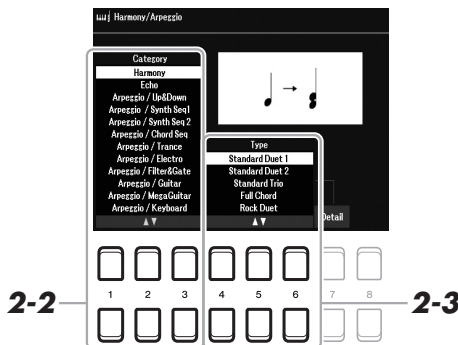 Harmony/Arpeggio
Category
Harmony
Echo
Arpeggio / Up&Down
Arpeggio / Synth Seq1
Arpeggio / Synth Seq 2
Arpeggio / Chord Seq
Arpeggio / Trance
Arpeggio / Electro
Arpeggio / Filter&Gate
Arpeggio / Guitar
Arpeggio / MegaGuitar
Arpeggio / Keyboard
Type
Standard Duet 1
Standard Duet 2
Standard Trio
Full Chord
Rock Duet
Detail
1 2 3 4 5 6 7 8
2-2
2-3